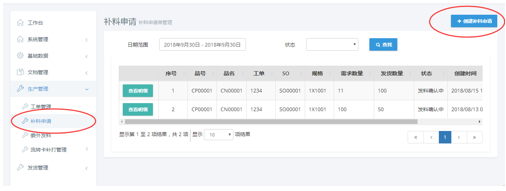 工作台
补料申请 补料申请单管理
+ 创建补料申请
系统管理
基础数据
日期范围 2018年9月30日 - 2018年9月30日 状态 查找
文档管理
生产管理
序号 品号 品名 工单 SO 规格 需求数量 发货数量 状态 创建时间
工单管理
查看明细 1 CP00001 CN00001 1234 SO00001 1X1001 11 100 发料确认中 2018/08/15 1
补料申请
查看明细 2 CP00001 CN00001 1234 SO00001 1X1001 100 50 发料确认中 2018/08/13 0
委外发料
显示第 1 至 2 项结果，共 2 项 显示 10 项结果
« ‹ 1 › »
流转卡补打管理
发货管理